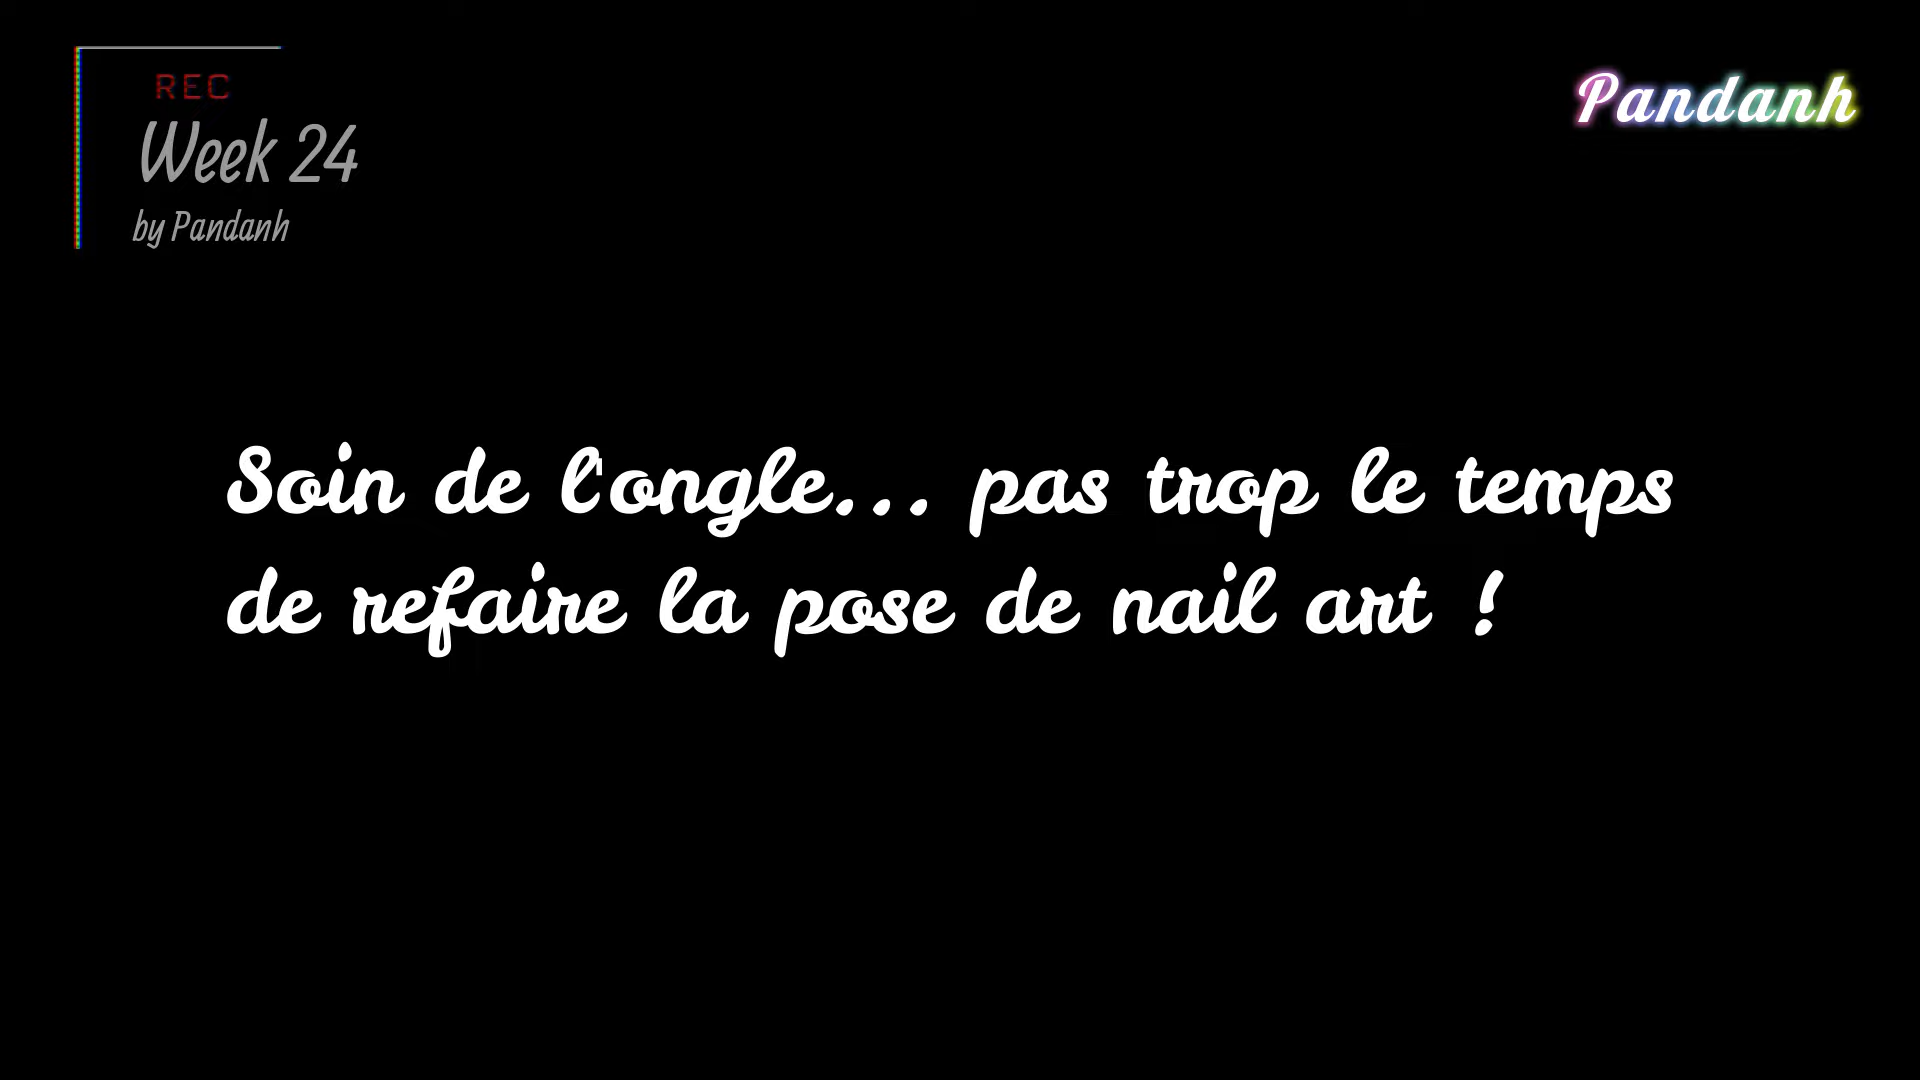 REC
Week 24
by Pandanh
Pandanh
Soin de l'ongle... pas trop le temps
de refaire la pose de nail art !